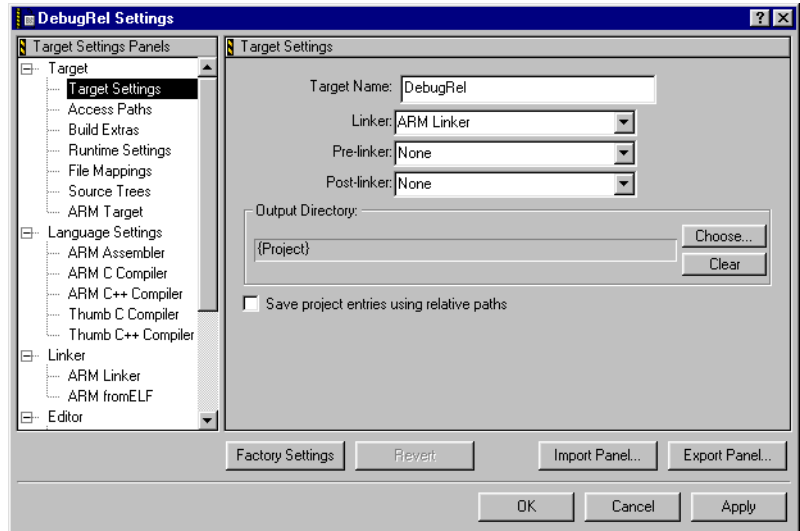 DebugRel Settings
Target Settings Panels
Target
Target Settings
Access Paths
Build Extras
Runtime Settings
File Mappings
Source Trees
ARM Target
Language Settings
ARM Assembler
ARM C Compiler
ARM C++ Compiler
Thumb C Compiler
Thumb C++ Compiler
Linker
ARM Linker
ARM fromELF
Editor
Target Settings
Target Name: DebugRel
Linker: ARM Linker
Pre-linker: None
Post-linker: None
Output Directory:
{Project}
Choose...
Clear
Save project entries using relative paths
Factory Settings Revert Import Panel... Export Panel...
OK Cancel Apply